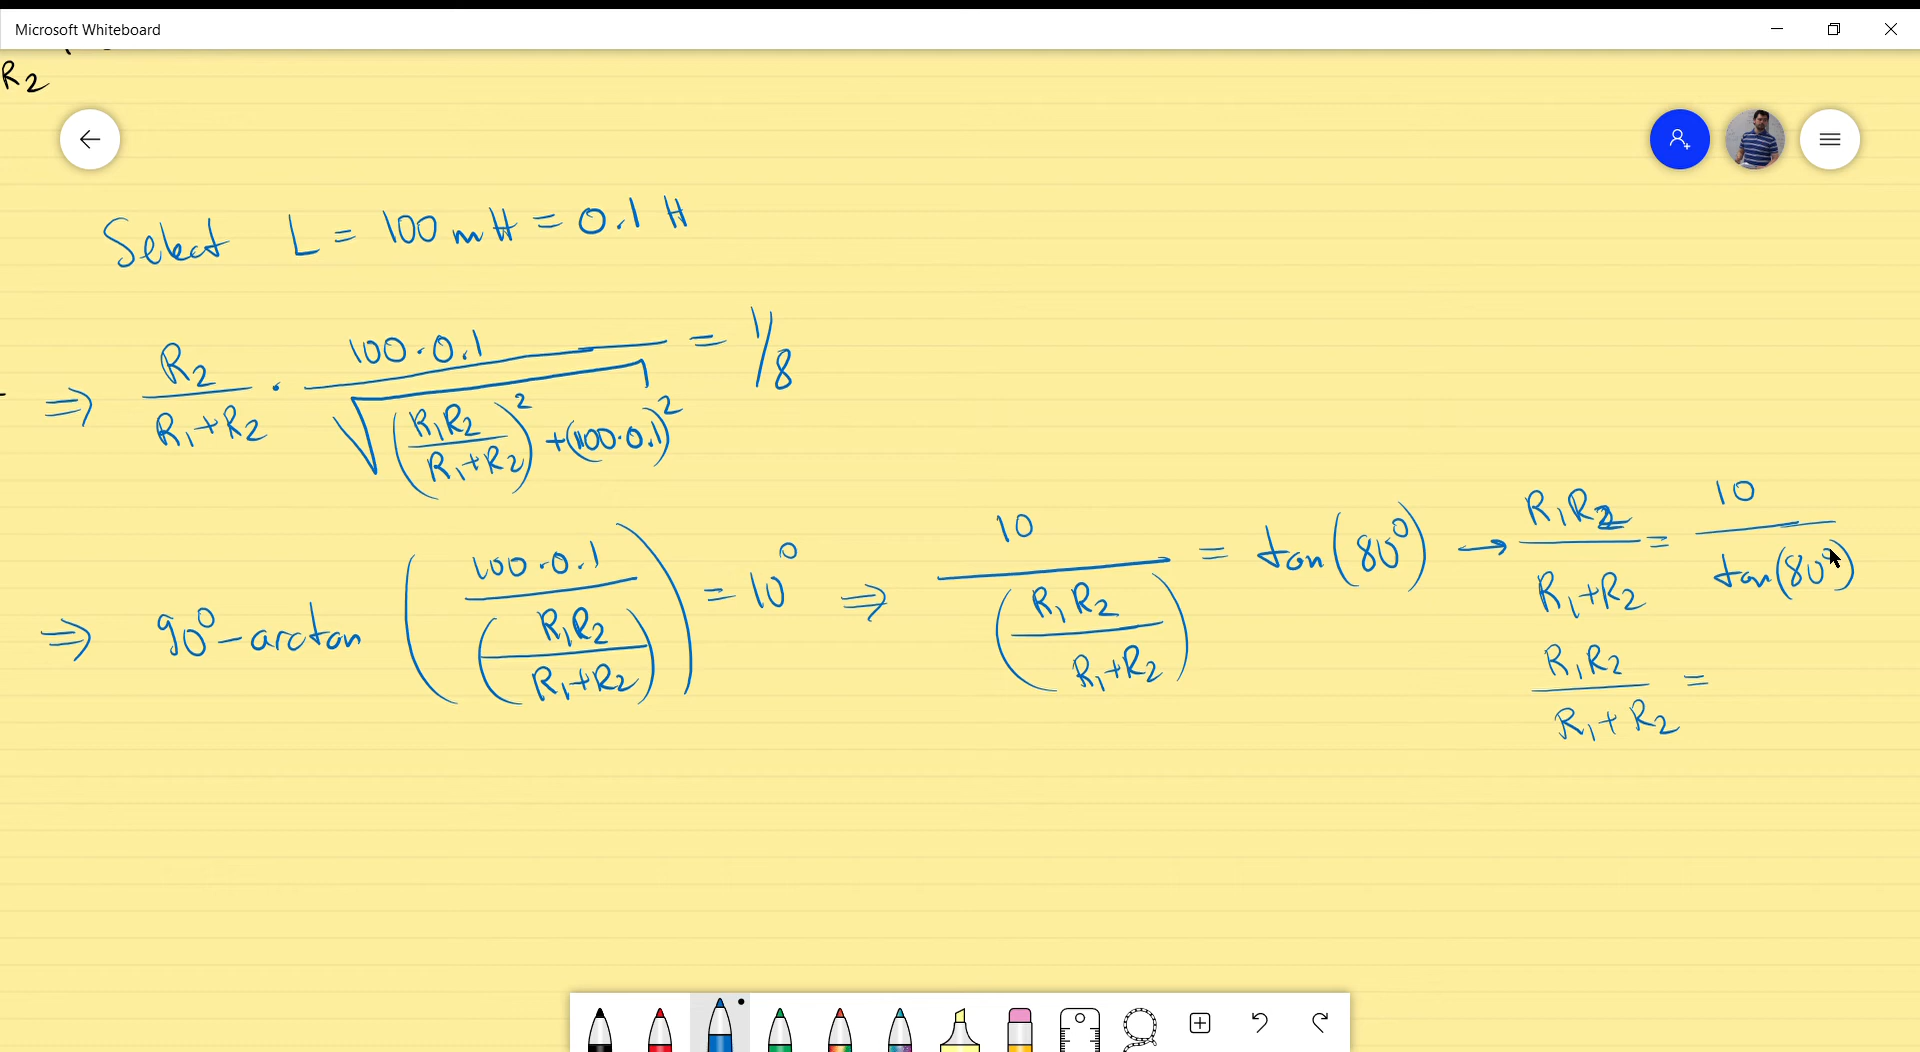 Microsoft Whiteboard
R₂
Select L = 100 mH = 0.1 H
⇒ R₂/(R₁+R₂) · 100·0.1/√((R₁R₂/(R₁+R₂))² + (100·0.1)²) = 1/8
⇒ 90° − arctan(100·0.1/(R₁R₂/(R₁+R₂))) = 10° ⇒ 10/(R₁R₂/(R₁+R₂)) = tan(80°) → R₁R₂/(R₁+R₂) = 10/tan(80°)
R₁R₂/(R₁+R₂) =